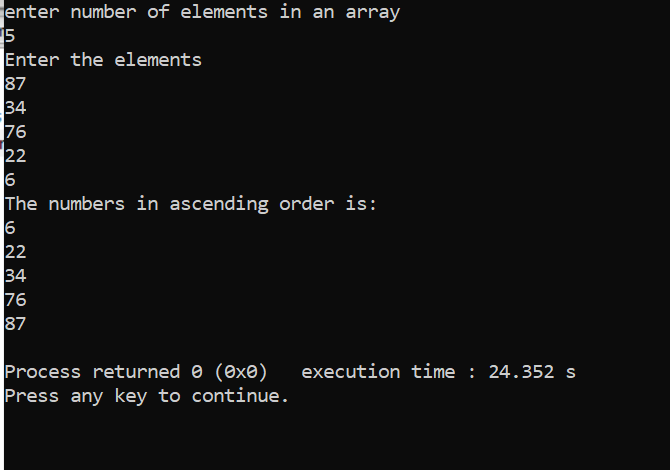 enter number of elements in an array
5
Enter the elements
87
34
76
22
6
The numbers in ascending order is:
6
22
34
76
87
Process returned 0 (0x0)   execution time : 24.352 s
Press any key to continue.